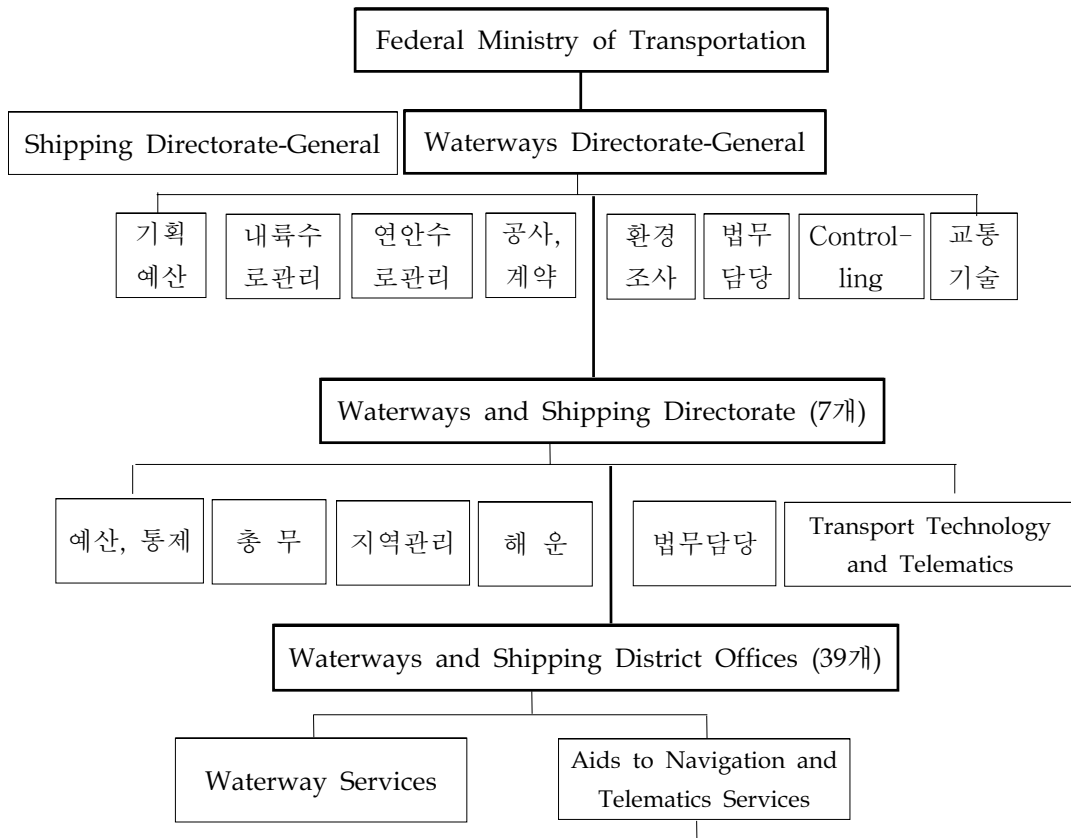 Federal Ministry of Transportation
Shipping Directorate-General
Waterways Directorate-General
기획
예산
내륙수
로관리
연안수
로관리
공사,
계약
환경
조사
법무
담당
Control-
ling
교통
기술
Waterways and Shipping Directorate (7개)
예산, 통제
총 무
지역관리
해 운
법무담당
Transport Technology
and Telematics
Waterways and Shipping District Offices (39개)
Waterway Services
Aids to Navigation and
Telematics Services